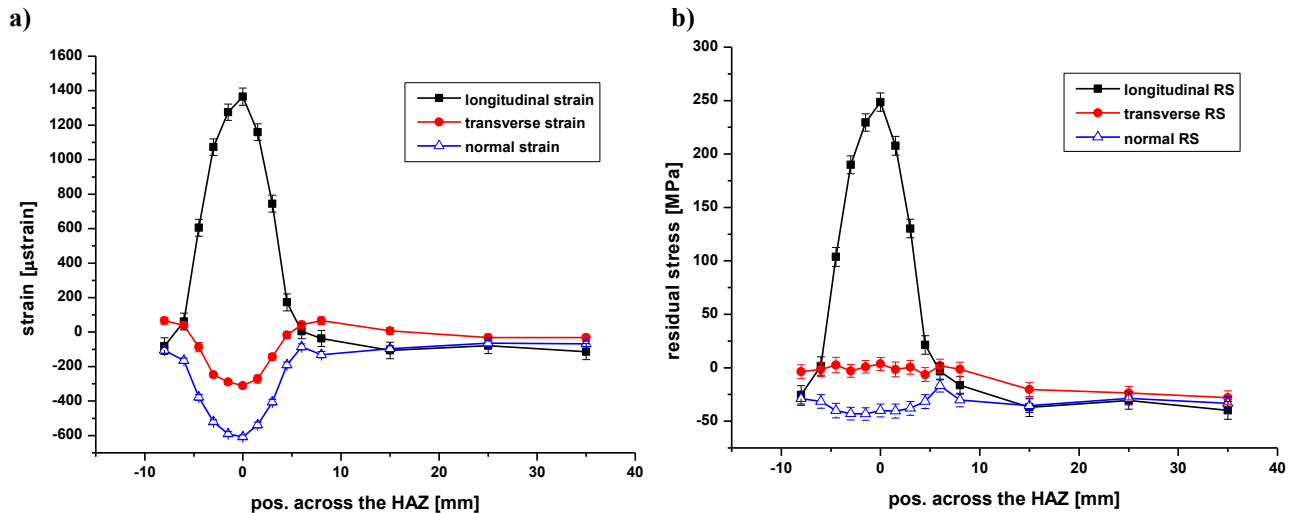 a)
1600
1400
1200
1000
800
600
400
200
0
-200
-400
-600
strain [µstrain]
-10 0 10 20 30 40
pos. across the HAZ [mm]
longitudinal strain
transverse strain
normal strain
b)
300
250
200
150
100
50
0
-50
residual stress [MPa]
-10 0 10 20 30 40
pos. across the HAZ [mm]
longitudinal RS
transverse RS
normal RS